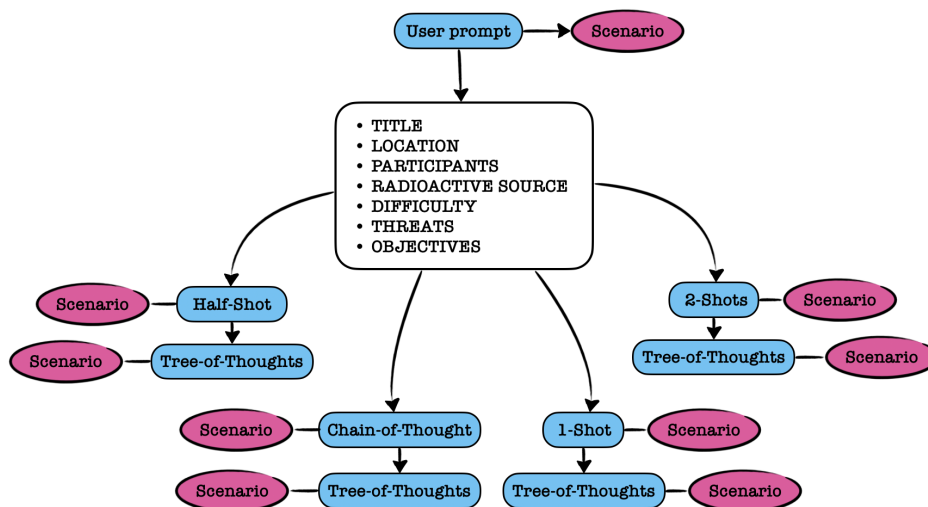 User prompt
Scenario
• TITLE
• LOCATION
• PARTICIPANTS
• RADIOACTIVE SOURCE
• DIFFICULTY
• THREATS
• OBJECTIVES
Scenario
Half-Shot
Scenario
Tree-of-Thoughts
2-Shots
Scenario
Tree-of-Thoughts
Scenario
Scenario
Chain-of-Thought
Scenario
Tree-of-Thoughts
1-Shot
Scenario
Tree-of-Thoughts
Scenario